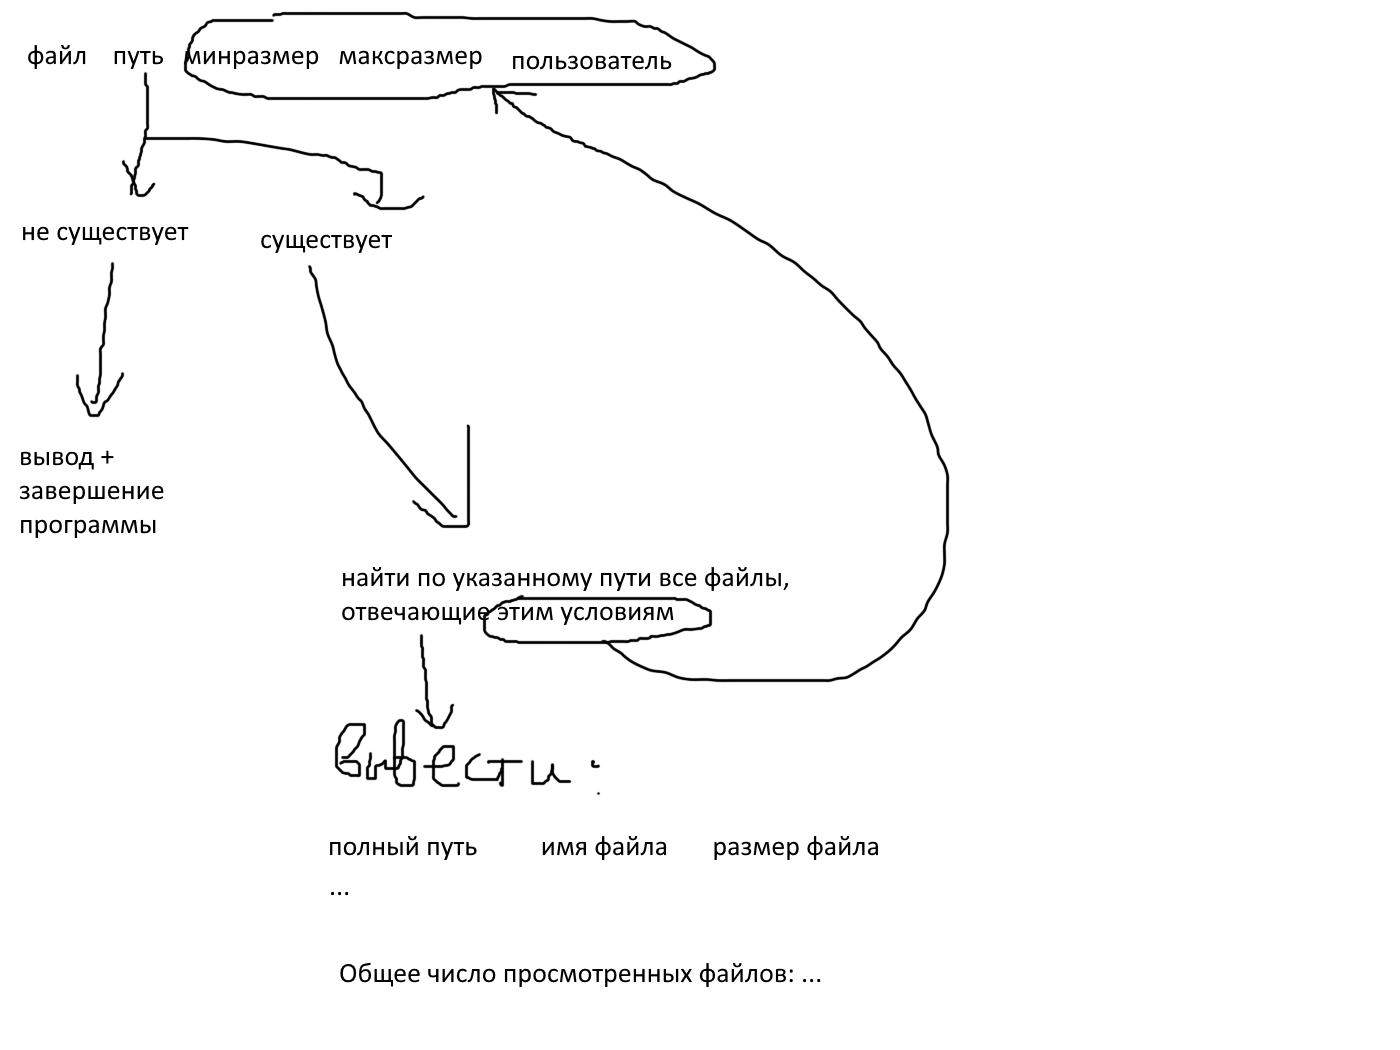 файл путь минразмер максразмер пользователь
не существует существует
вывод +
завершение
программы
найти по указанному пути все файлы,
отвечающие этим условиям
вывести:
полный путь имя файла размер файла
...
Общее число просмотренных файлов: ...